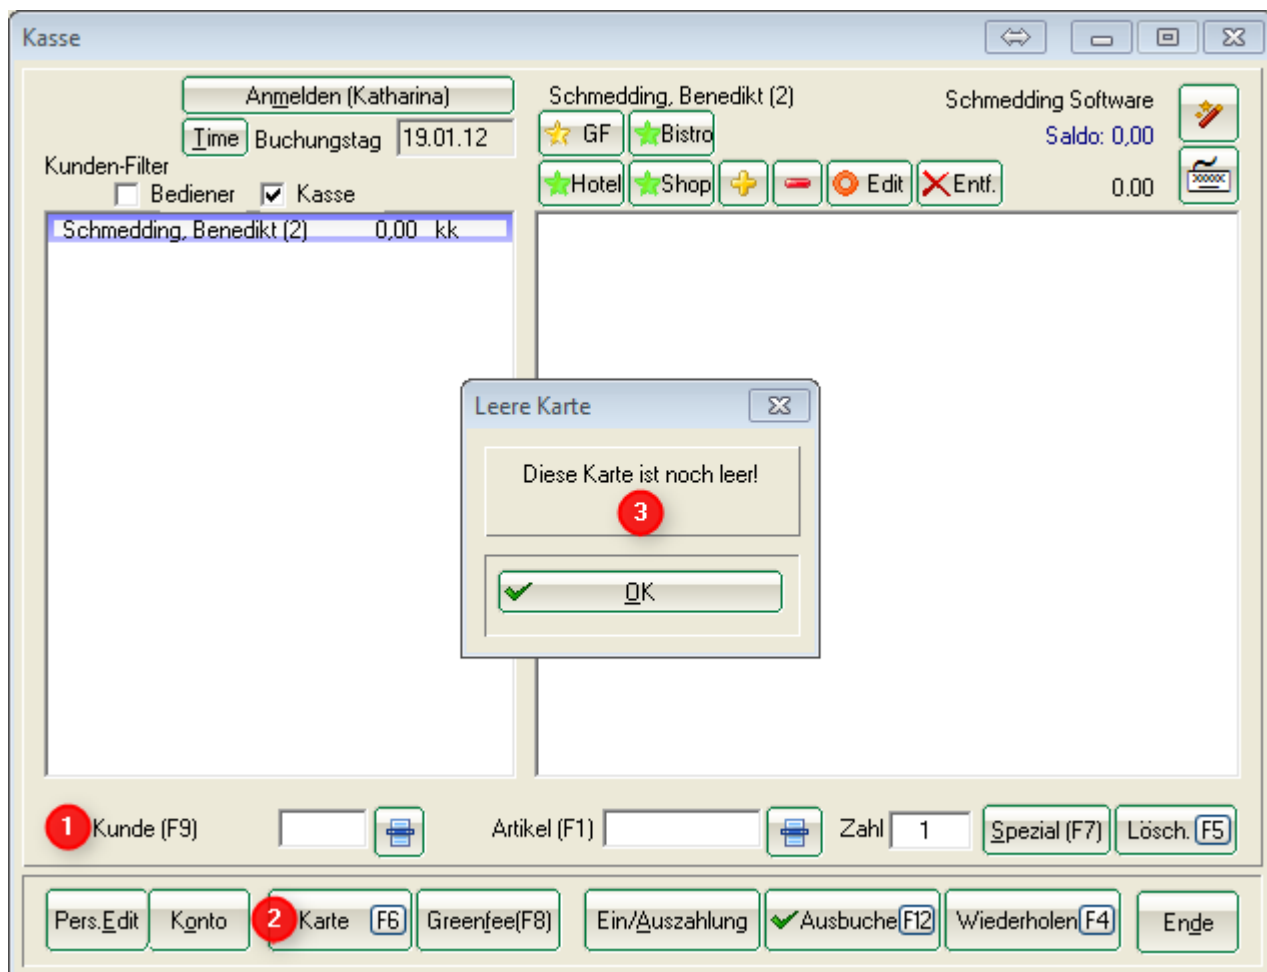 Kasse
Anmelden (Katharina)
Schmedding, Benedikt (2)
Schmedding Software
Time Buchungstag 19.01.12
GF Bistro
Saldo: 0,00
Kunden-Filter
Bediener Kasse
Hotel Shop Edit Entf.
0.00
Schmedding, Benedikt (2) 0,00 kk
Leere Karte
Diese Karte ist noch leer!
3
OK
1 Kunde (F9) Artikel (F1) Zahl 1 Spezial (F7) Lösch. F5
Pers.Edit Konto 2 Karte F6 Greenfee(F8) Ein/Auszahlung Ausbuche F12 Wiederholen F4 Ende